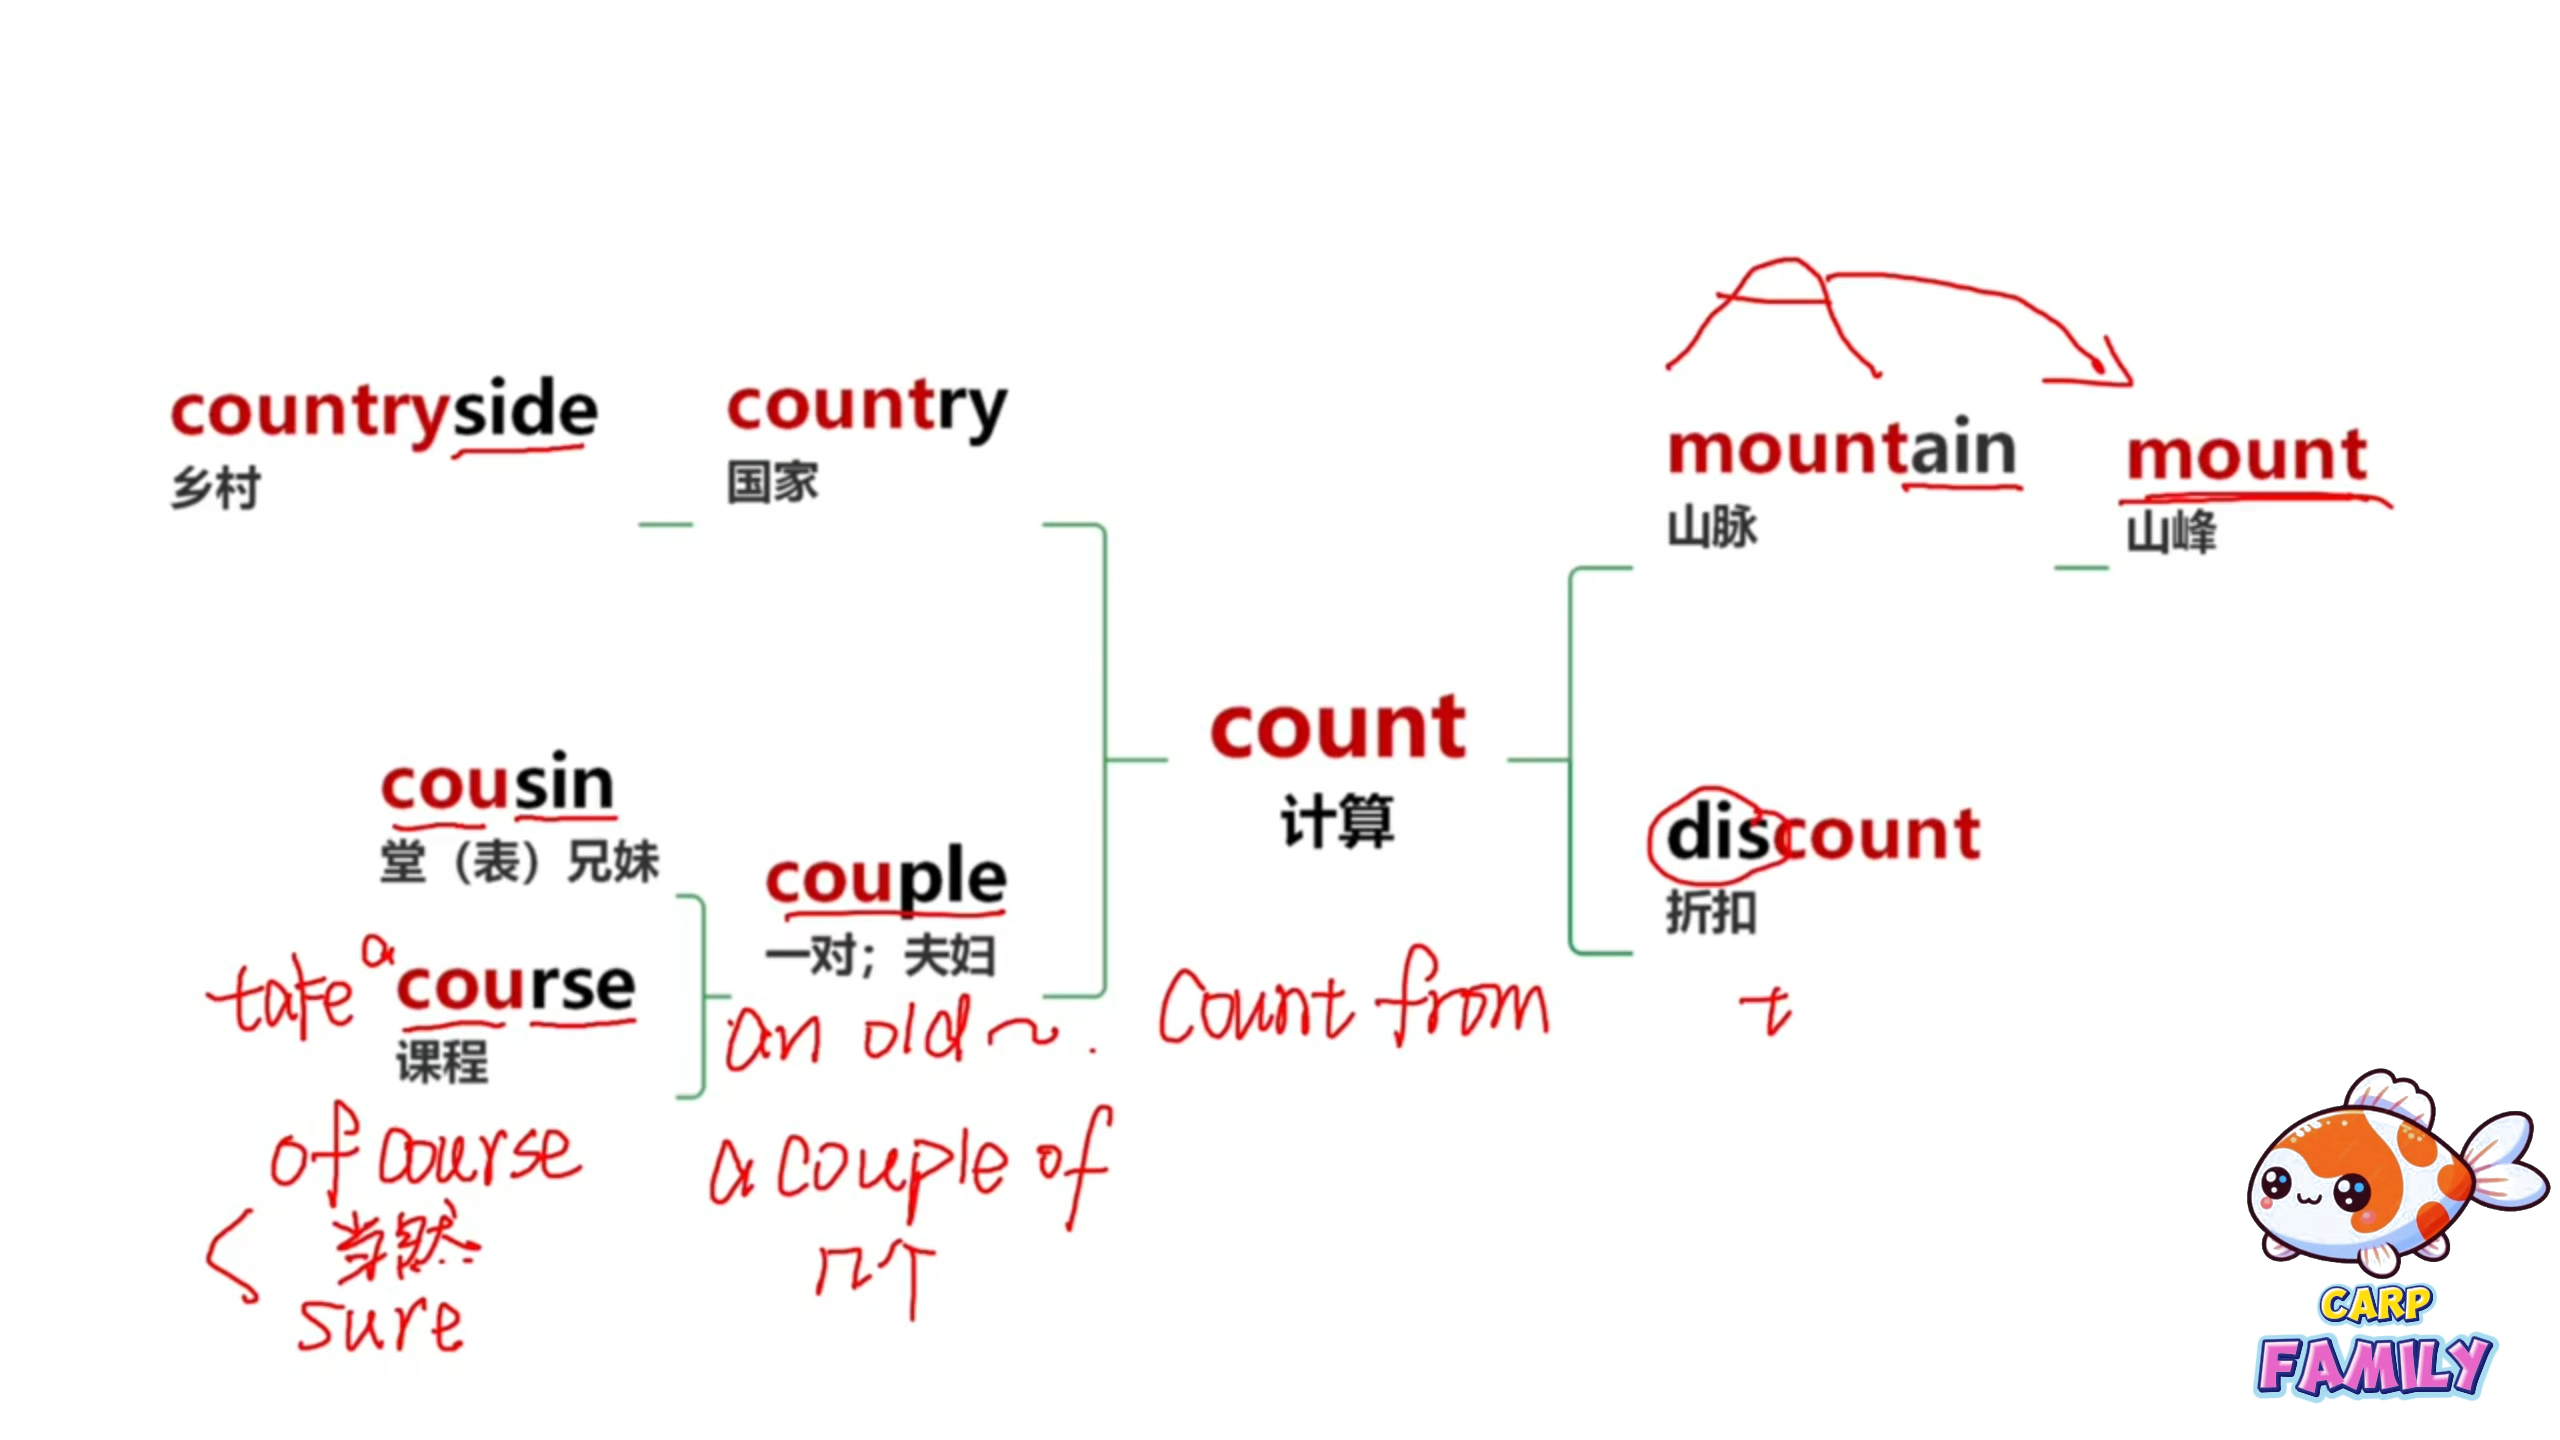 countryside
乡村
country
国家
mountain
山脉
mount
山峰
count
计算
cousin
堂（表）兄妹
couple
一对；夫妇
discount
折扣
take a course
课程
an old ~.
count from t
of course
当然
sure
a couple of
几个
CARP
FAMILY